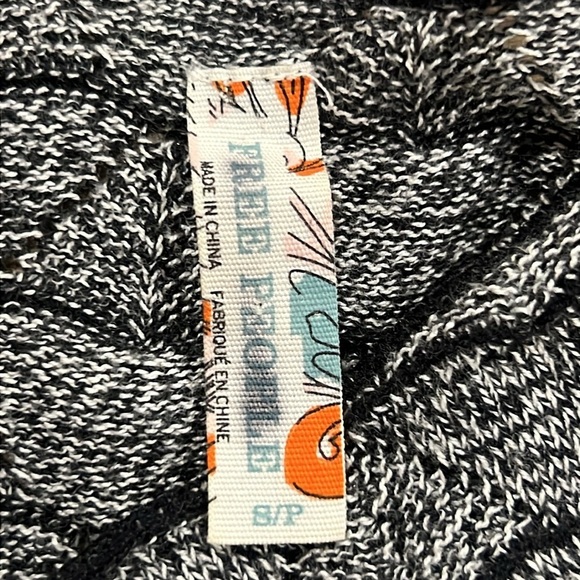 FREE PEOPLE
MADE IN CHINA FABRIQUÉ EN CHINE
S/P